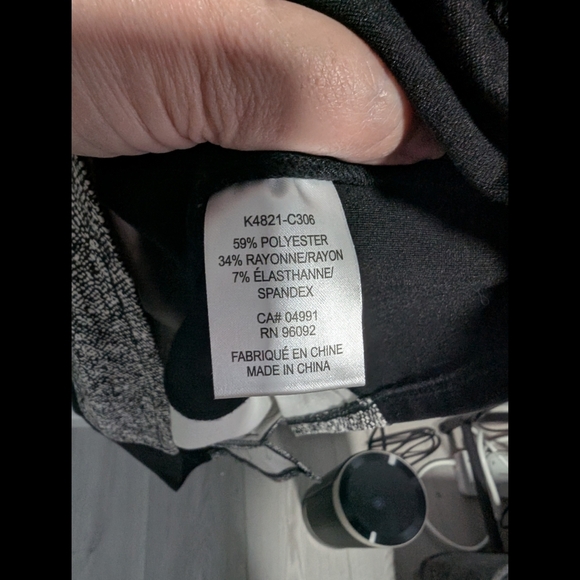 K4821-C306
59% POLYESTER
34% RAYONNE/RAYON
7% ÉLASTHANNE/
SPANDEX
CA# 04991
RN 96092
FABRIQUÉ EN CHINE
MADE IN CHINA